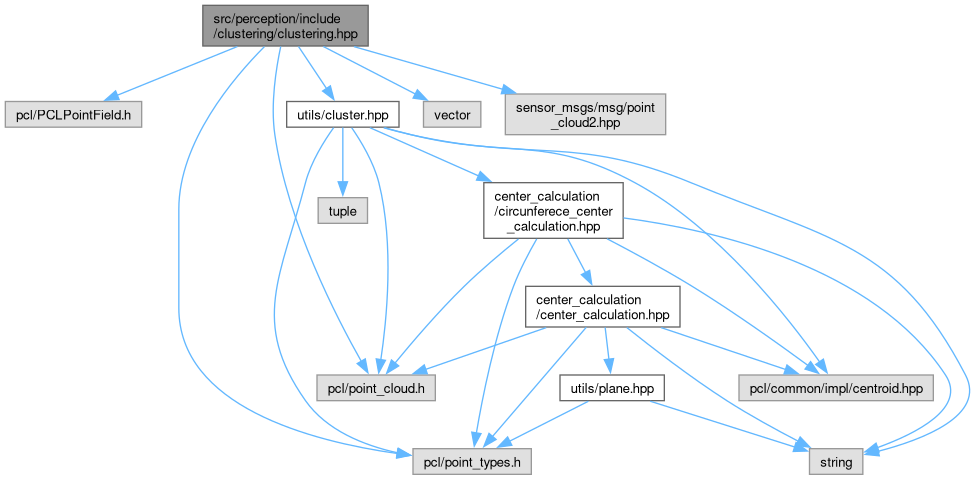 src/perception/include
/clustering/clustering.hpp
pcl/PCLPointField.h
utils/cluster.hpp
vector
sensor_msgs/msg/point
_cloud2.hpp
tuple
center_calculation
/circunferece_center
_calculation.hpp
center_calculation
/center_calculation.hpp
pcl/point_cloud.h
utils/plane.hpp
pcl/common/impl/centroid.hpp
pcl/point_types.h
string